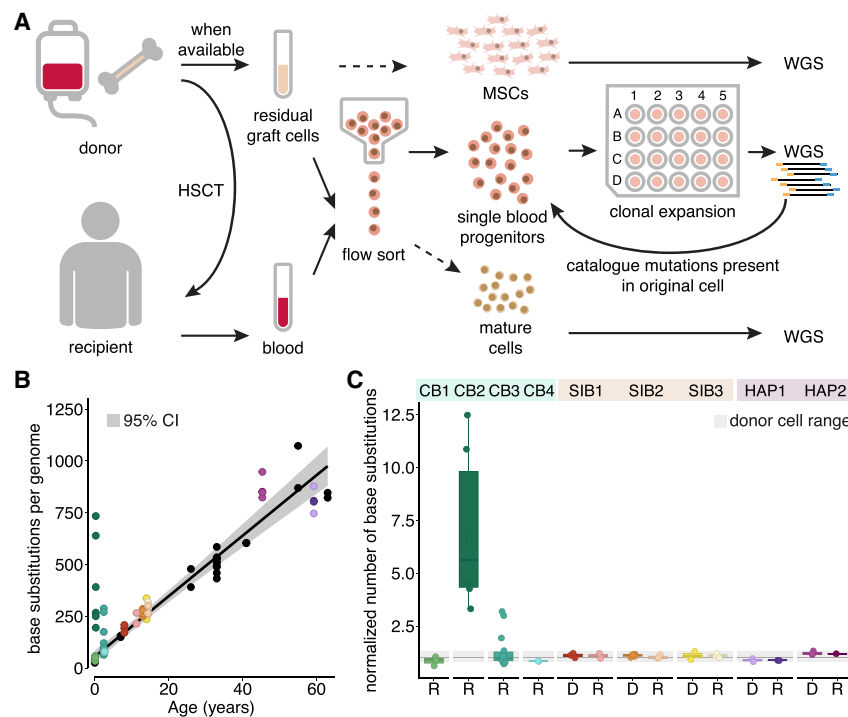 A
when
available
donor
HSCT
residual
graft cells
recipient
blood
flow sort
MSCs
single blood
progenitors
mature
cells
1 2 3 4 5
A
B
C
D
clonal expansion
WGS
WGS
catalogue mutations present
in original cell
WGS
B
base substitutions per genome
1250
1000
750
500
250
0
95% CI
0 20 40 60
Age (years)
C
CB1 CB2 CB3 CB4 SIB1 SIB2 SIB3 HAP1 HAP2
donor cell range
normalized number of base substitutions
12.5
10.0
7.5
5.0
2.5
R R R R D R D R D R D R D R